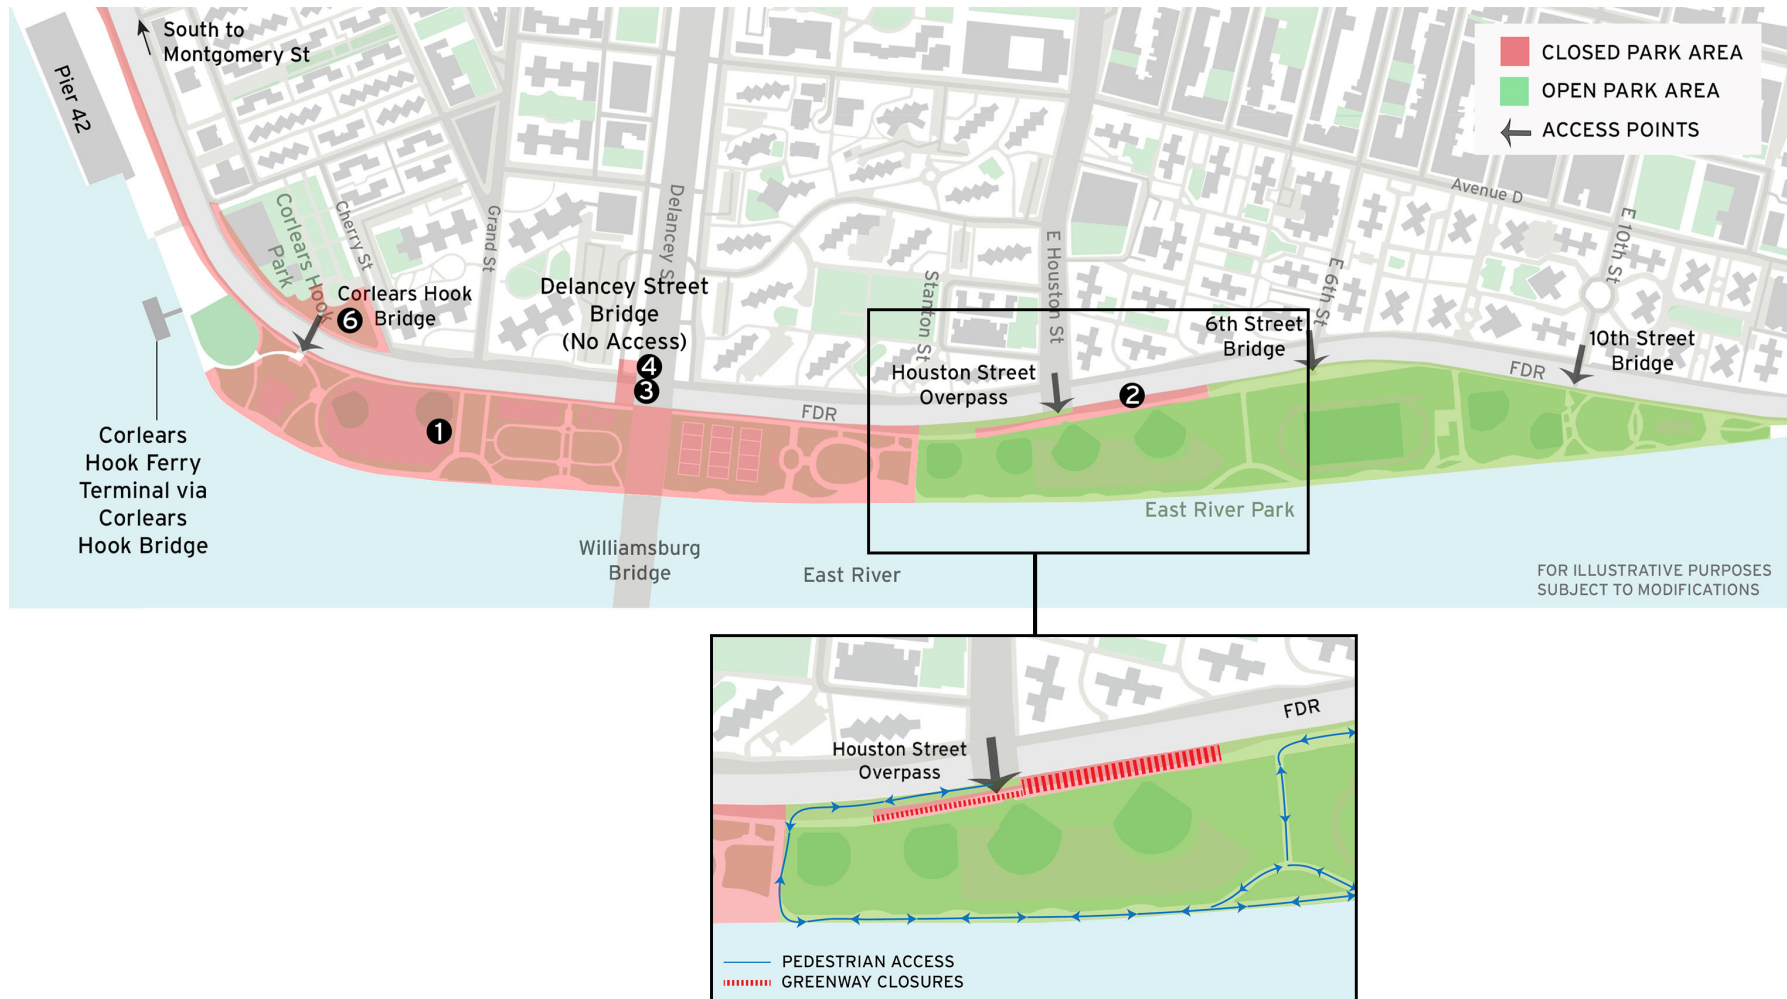 South to
Montgomery St
Pier 42
CLOSED PARK AREA
OPEN PARK AREA
ACCESS POINTS
Avenue D
E 10th St
Corlears Hook
Park
Cherry St
Grand St
Delancey St
Stanton St
E Houston St
E 6th St
Corlears Hook
Bridge
6
Delancey Street
Bridge
(No Access)
4
3
Houston Street
Overpass
6th Street
Bridge
10th Street
Bridge
FDR
FDR
2
1
Corlears
Hook Ferry
Terminal via
Corlears
Hook Bridge
East River Park
Williamsburg
Bridge
East River
FOR ILLUSTRATIVE PURPOSES
SUBJECT TO MODIFICATIONS
FDR
Houston Street
Overpass
PEDESTRIAN ACCESS
GREENWAY CLOSURES